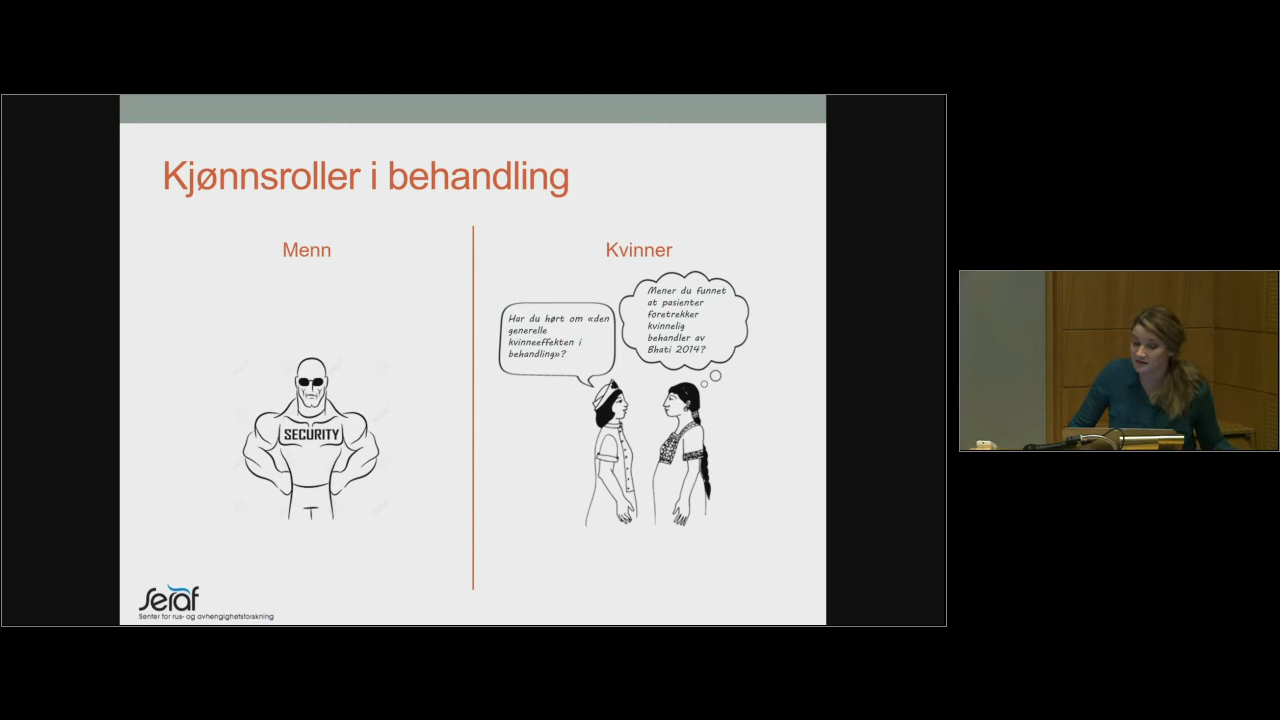 Kjønnsroller i behandling
Menn
Kvinner
SECURITY
Har du hørt om «den
generelle
kvinneeffekten i
behandling»?
Mener du funnet
at pasienter
foretrekker
kvinnelig
behandler av
Bhati 2014?
Seraf
Senter for rus- og avhengighetsforskning